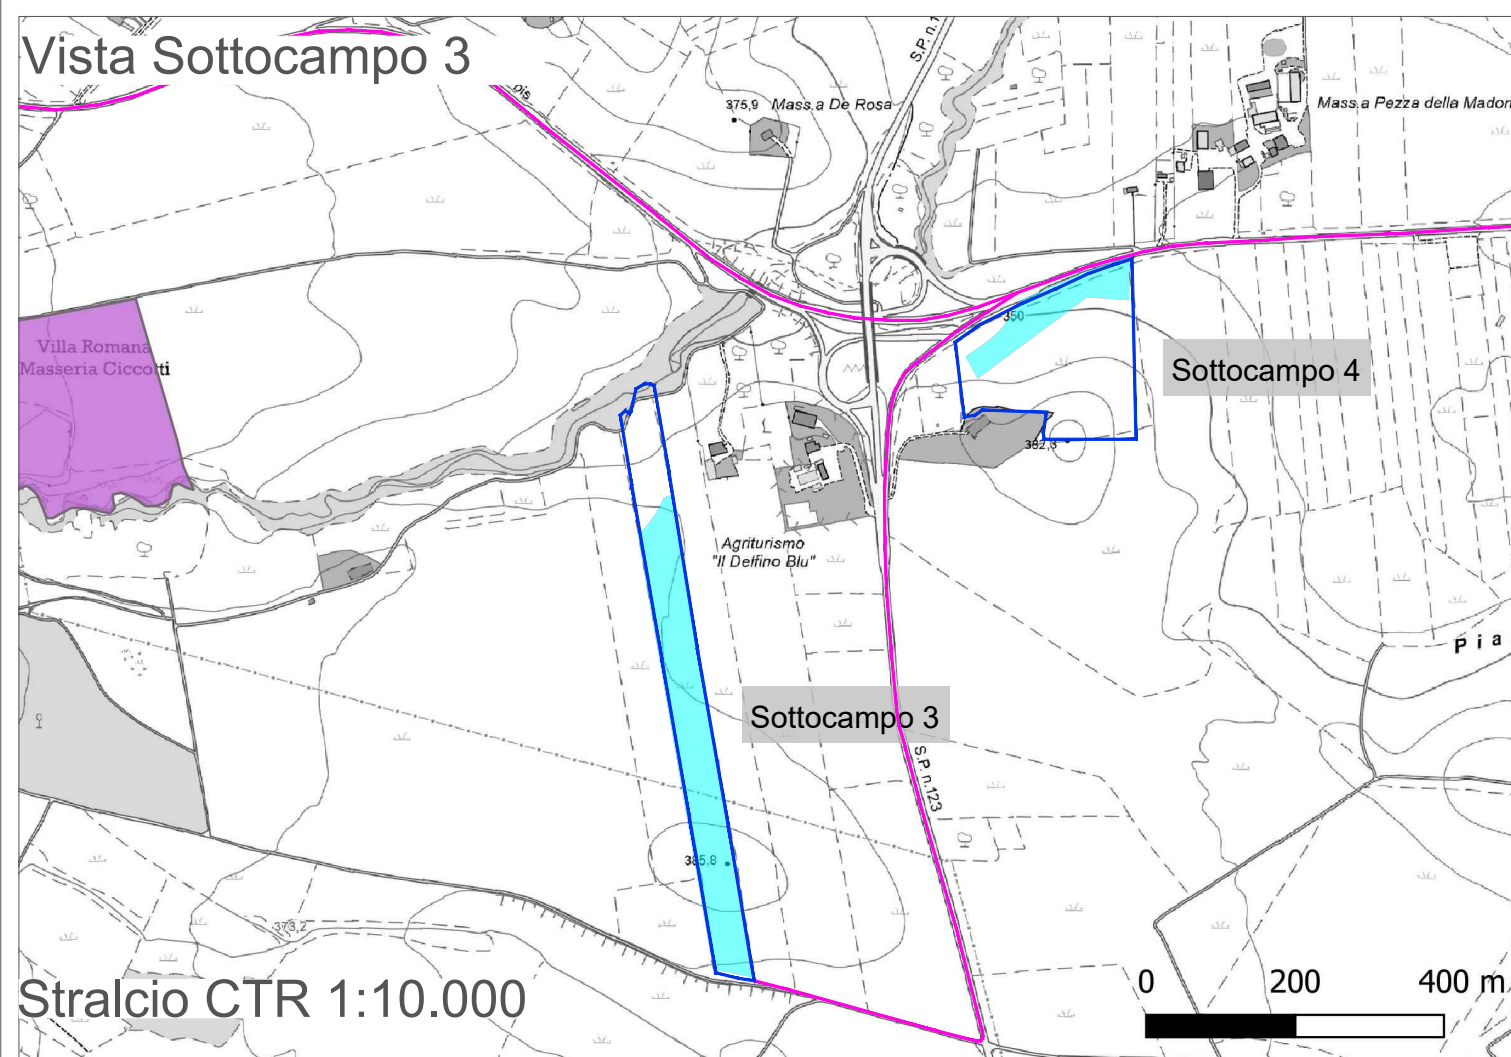 Vista Sottocampo 3
pis
S.P. n.1
375,9
Mass.a De Rosa
Mass.a Pezza della Madon
Villa Romana
Masseria Ciccotti
350
Sottocampo 4
382,3
Agriturismo
"Il Delfino Blu"
Pia
Sottocampo 3
S.P. n.123
385,8
373,2
Stralcio CTR 1:10.000
0 200 400 m